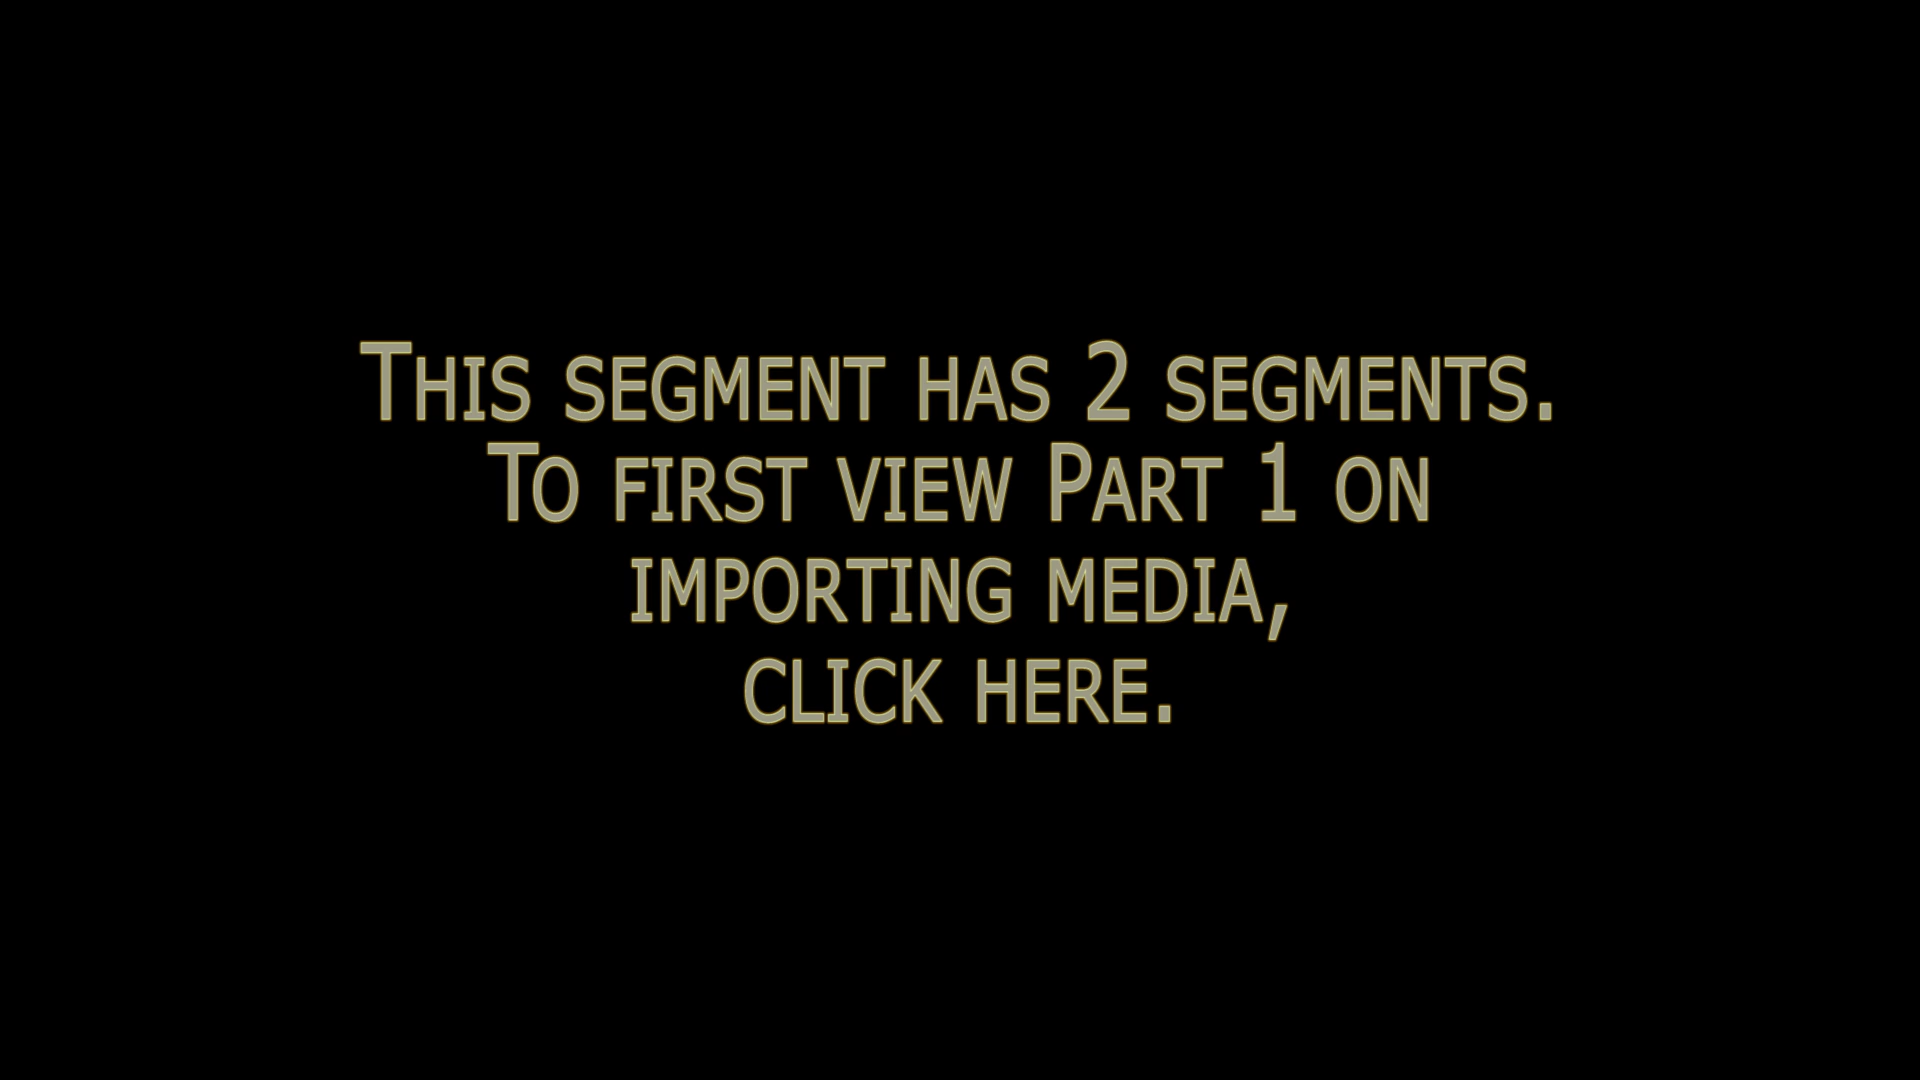 This segment has 2 segments.
To first view Part 1 on
importing media,
click here.